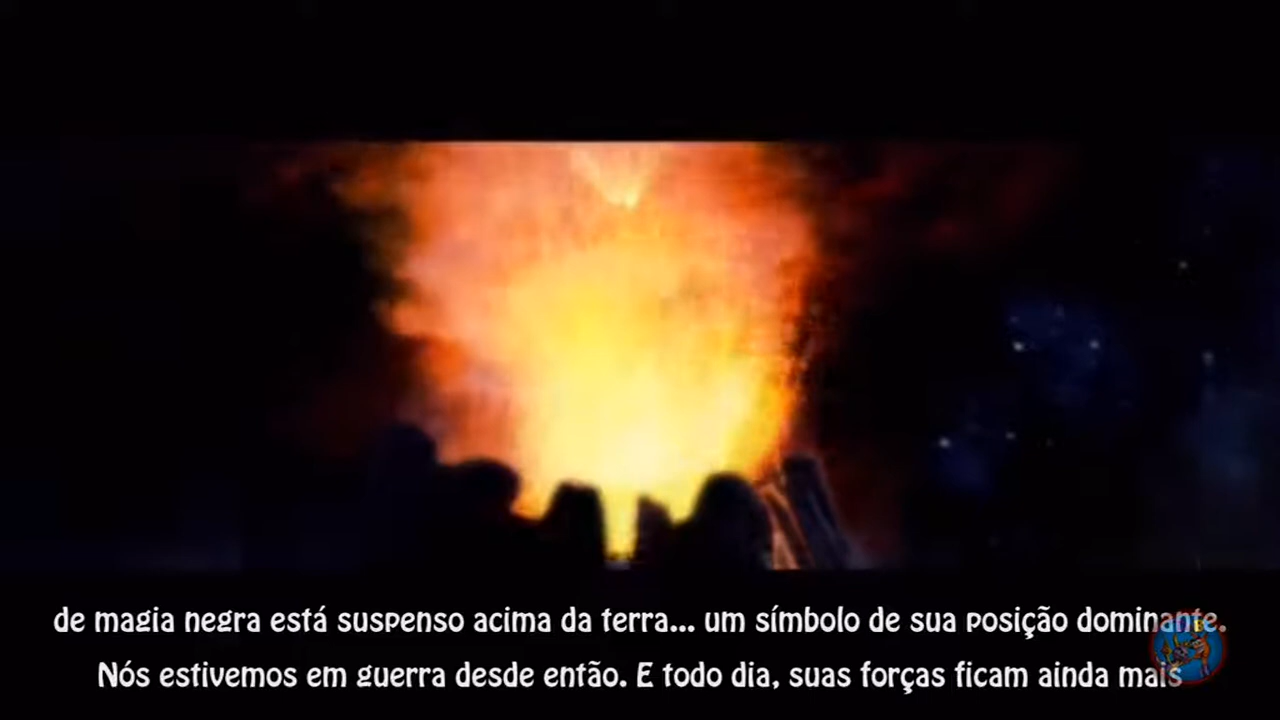 de magia negra está suspenso acima da terra... um símbolo de sua posição dominante.
Nós estivemos em guerra desde então. E todo dia, suas forças ficam ainda mais